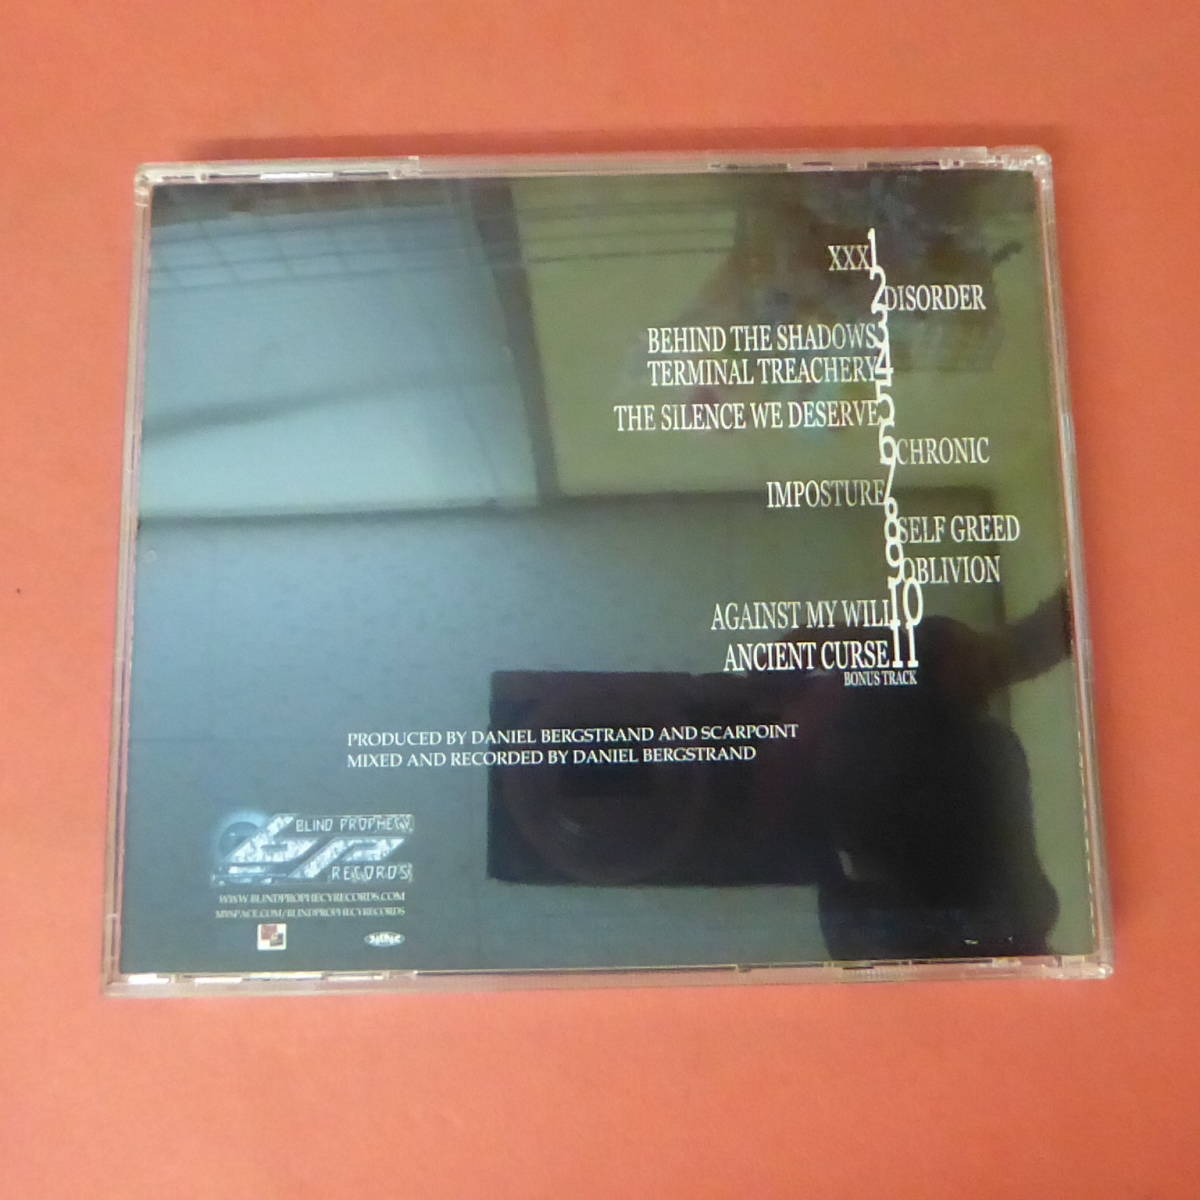 XXX 1
2 DISORDER
BEHIND THE SHADOWS 3
TERMINAL TREACHERY 4
THE SILENCE WE DESERVE 5
6 CHRONIC
IMPOSTURE 7
8 SELF GREED
9 OBLIVION
AGAINST MY WILL 10
ANCIENT CURSE 11
BONUS TRACK
PRODUCED BY DANIEL BERGSTRAND AND SCARPOINT
MIXED AND RECORDED BY DANIEL BERGSTRAND
BLIND PROPHECY
RECORDS
WWW.BLINDPROPHECYRECORDS.COM
MYSPACE.COM/BLINDPROPHECYRECORDS